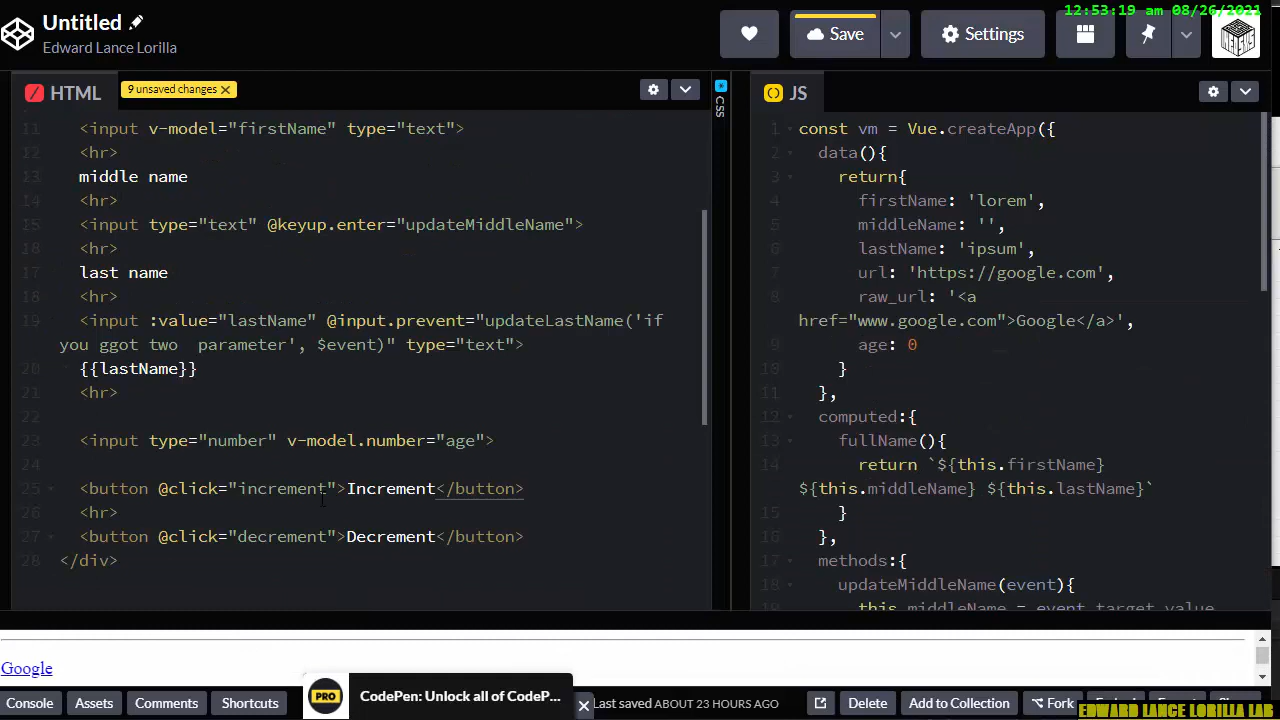 12:53:19 am 08/26/2021
Untitled
Edward Lance Lorilla
Save
Settings
HTML
9 unsaved changes X
CSS
JS
11 <input v-model="firstName" type="text">
12 <hr>
13 middle name
14 <hr>
15 <input type="text" @keyup.enter="updateMiddleName">
16 <hr>
17 last name
18 <hr>
19 <input :value="lastName" @input.prevent="updateLastName('if
you ggot two  parameter', $event)" type="text">
20 {{lastName}}
21 <hr>
22
23 <input type="number" v-model.number="age">
24
25 <button @click="increment">Increment</button>
26 <hr>
27 <button @click="decrement">Decrement</button>
28 </div>
1 const vm = Vue.createApp({
2 data(){
3 return{
4 firstName: 'lorem',
5 middleName: '',
6 lastName: 'ipsum',
7 url: 'https://google.com',
8 raw_url: '<a
href="www.google.com">Google</a>',
9 age: 0
10 }
11 },
12 computed:{
13 fullName(){
14 return `${this.firstName}
${this.middleName} ${this.lastName}`
15 }
16 },
17 methods:{
18 updateMiddleName(event){
19 this.middleName = event.target.value
Google
Console
Assets
Comments
Shortcuts
PRO
CodePen: Unlock all of CodeP...
Last saved ABOUT 23 HOURS AGO
Delete
Add to Collection
Fork
EDWARD LANCE LORILLA LAB